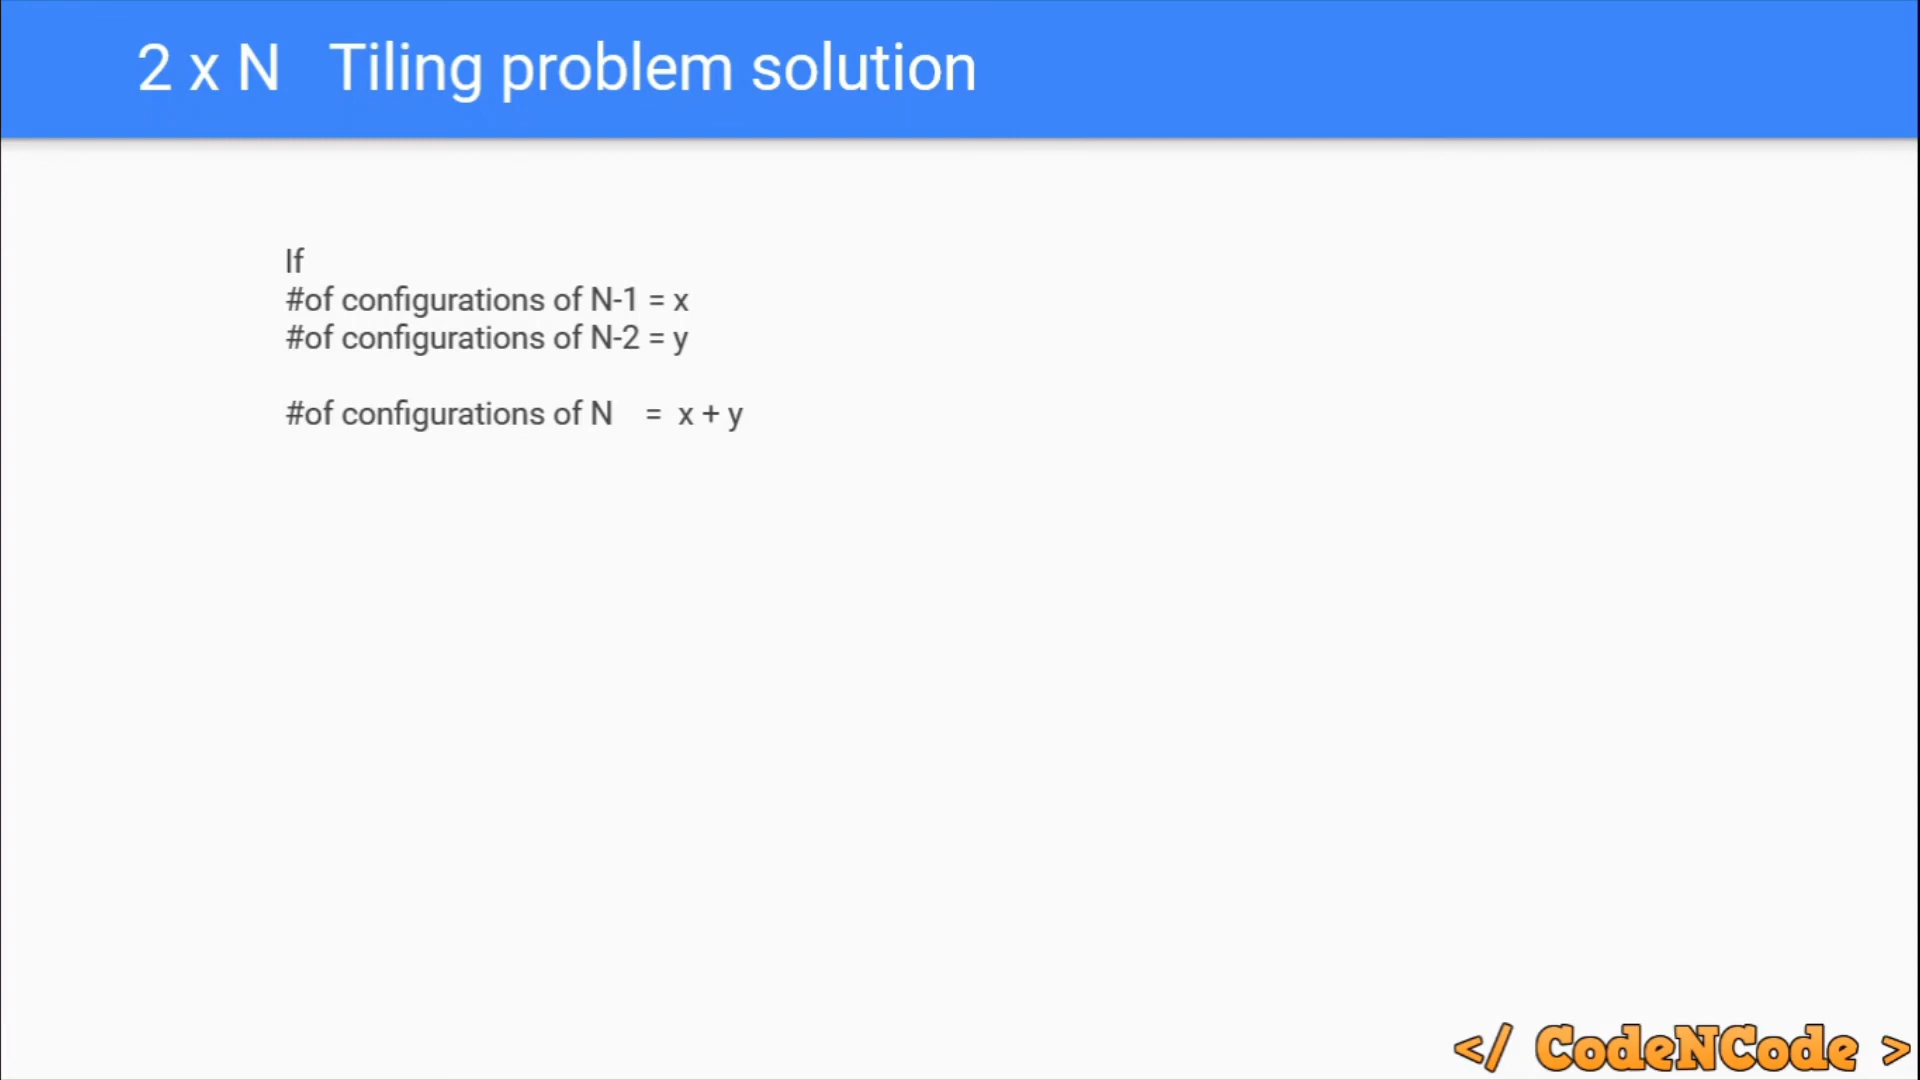 2 x N Tiling problem solution
If
#of configurations of N-1 = x
#of configurations of N-2 = y
#of configurations of N = x + y
</ CodeNCode >